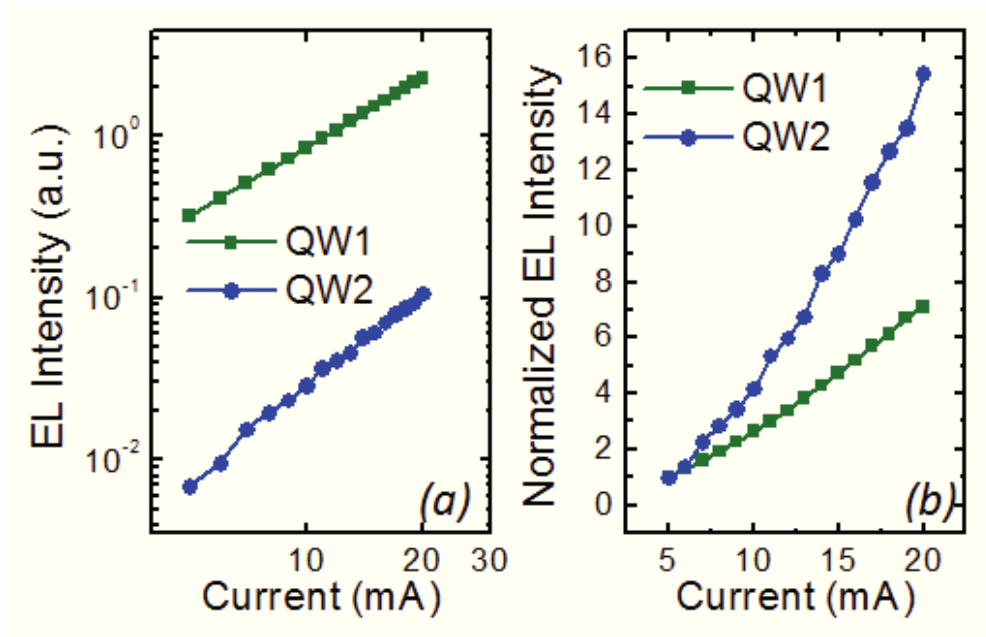 EL Intensity (a.u.)
10^0
10^-1
10^-2
QW1
QW2
(a)
10
20
30
Current (mA)
Normalized EL Intensity
16
14
12
10
8
6
4
2
0
QW1
QW2
(b)
5
10
15
20
Current (mA)